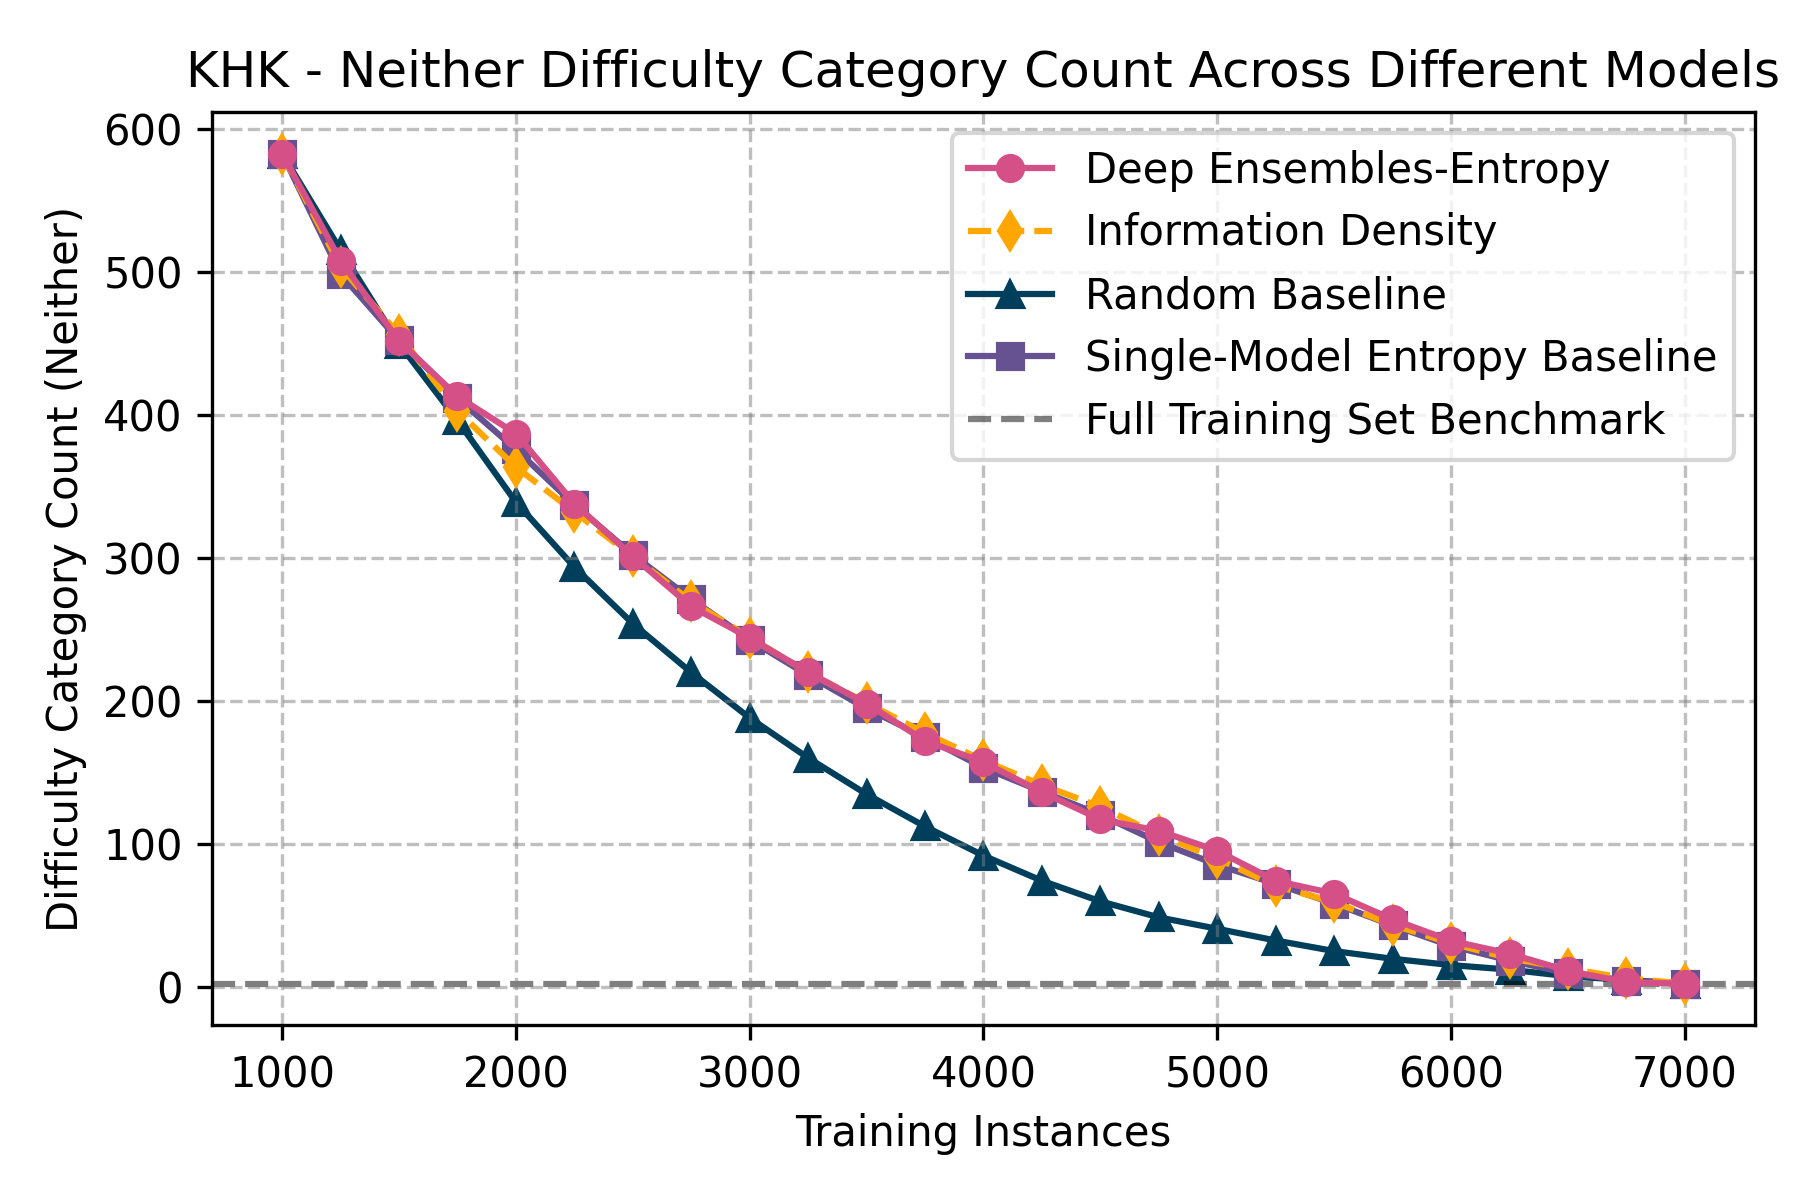 KHK - Neither Difficulty Category Count Across Different Models
Difficulty Category Count (Neither)
600
500
400
300
200
100
0
Deep Ensembles-Entropy
Information Density
Random Baseline
Single-Model Entropy Baseline
Full Training Set Benchmark
1000 2000 3000 4000 5000 6000 7000
Training Instances